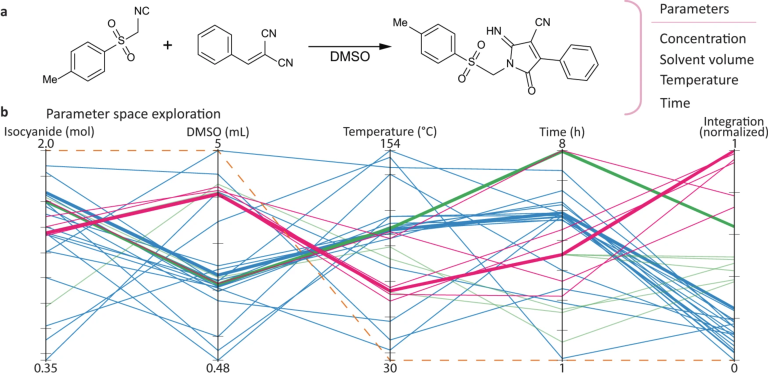 a
NC
S
O
O
Me
+
CN
CN
DMSO
Me
HN
CN
S
O
O
N
O
Parameters
Concentration
Solvent volume
Temperature
Time
b
Parameter space exploration
Isocyanide (mol)
DMSO (mL)
Temperature (°C)
Time (h)
Integration
(normalized)
2.0
5
154
8
1
0.35
0.48
30
1
0